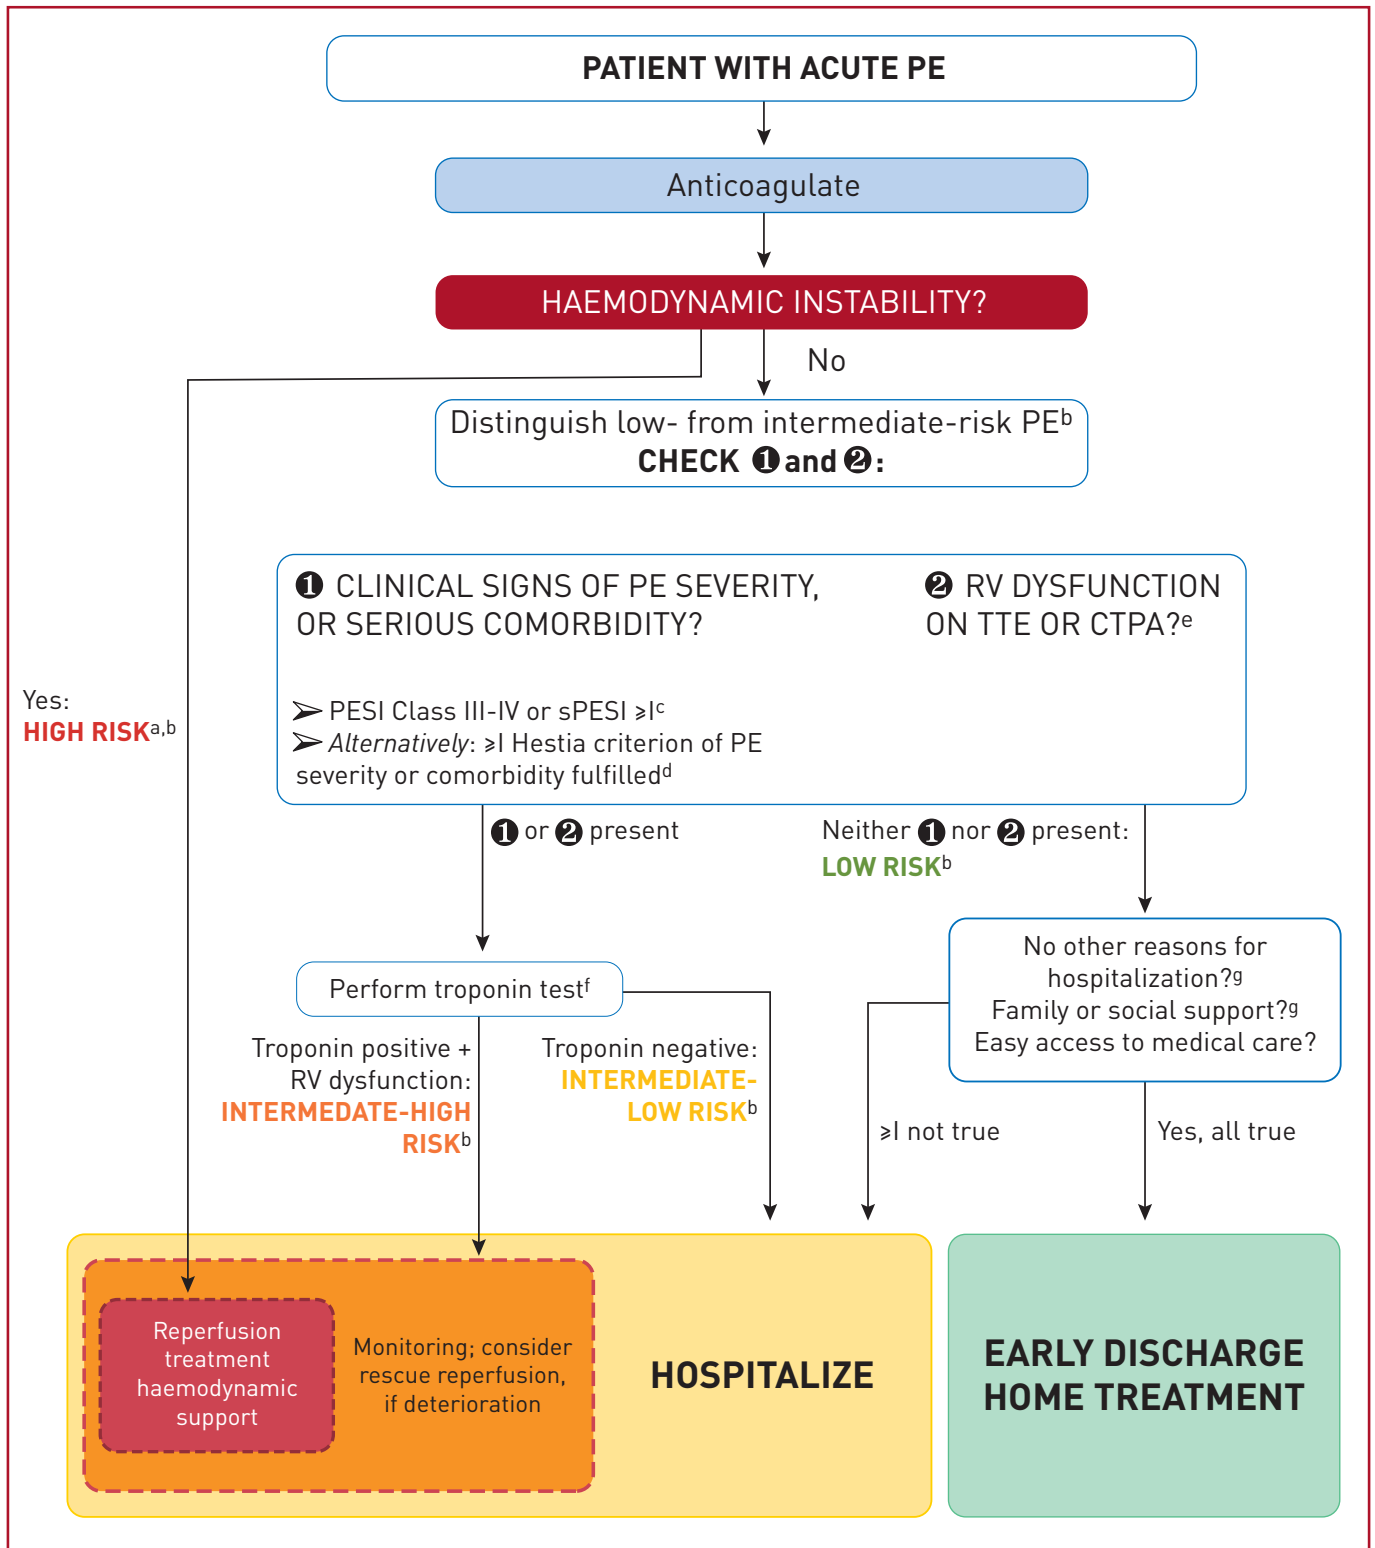 PATIENT WITH ACUTE PE
Anticoagulate
HAEMODYNAMIC INSTABILITY?
No
Distinguish low- from intermediate-risk PEᵇ
CHECK ❶ and ❷:
❶ CLINICAL SIGNS OF PE SEVERITY,
OR SERIOUS COMORBIDITY?
❷ RV DYSFUNCTION
ON TTE OR CTPA?ᵉ
➢ PESI Class III-IV or sPESI ⩾Iᶜ
➢ Alternatively: ⩾I Hestia criterion of PE
severity or comorbidity fulfilledᵈ
Yes:
HIGH RISKᵃ,ᵇ
❶ or ❷ present
Neither ❶ nor ❷ present:
LOW RISKᵇ
No other reasons for
hospitalization?ᵍ
Family or social support?ᵍ
Easy access to medical care?
Perform troponin testᶠ
Troponin positive +
RV dysfunction:
INTERMEDATE-HIGH
RISKᵇ
Troponin negative:
INTERMEDIATE-
LOW RISKᵇ
⩾I not true
Yes, all true
Reperfusion
treatment
haemodynamic
support
Monitoring; consider
rescue reperfusion,
if deterioration
HOSPITALIZE
EARLY DISCHARGE
HOME TREATMENT